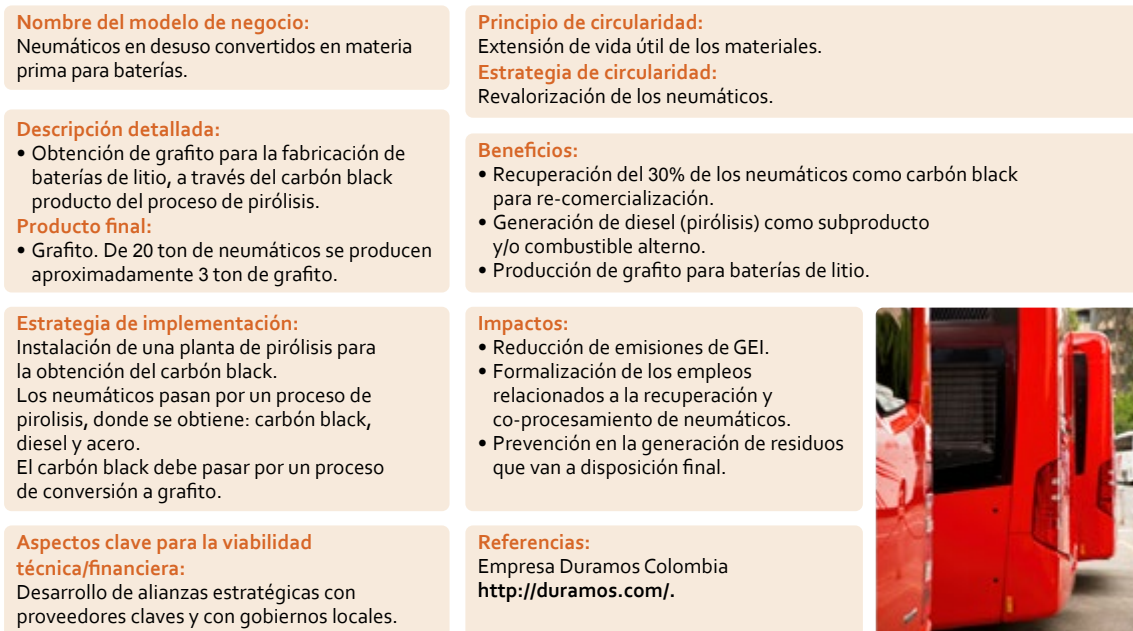 Nombre del modelo de negocio:
Neumáticos en desuso convertidos en materia
prima para baterías.
Principio de circularidad:
Extensión de vida útil de los materiales.
Estrategia de circularidad:
Revalorización de los neumáticos.
Descripción detallada:
• Obtención de grafito para la fabricación de
baterías de litio, a través del carbón black
producto del proceso de pirólisis.
Producto final:
• Grafito. De 20 ton de neumáticos se producen
aproximadamente 3 ton de grafito.
Beneficios:
• Recuperación del 30% de los neumáticos como carbón black
para re-comercialización.
• Generación de diesel (pirólisis) como subproducto
y/o combustible alterno.
• Producción de grafito para baterías de litio.
Estrategia de implementación:
Instalación de una planta de pirólisis para
la obtención del carbón black.
Los neumáticos pasan por un proceso de
pirolisis, donde se obtiene: carbón black,
diesel y acero.
El carbón black debe pasar por un proceso
de conversión a grafito.
Impactos:
• Reducción de emisiones de GEI.
• Formalización de los empleos
relacionados a la recuperación y
co-procesamiento de neumáticos.
• Prevención en la generación de residuos
que van a disposición final.
Aspectos clave para la viabilidad
técnica/financiera:
Desarrollo de alianzas estratégicas con
proveedores claves y con gobiernos locales.
Referencias:
Empresa Duramos Colombia
http://duramos.com/.